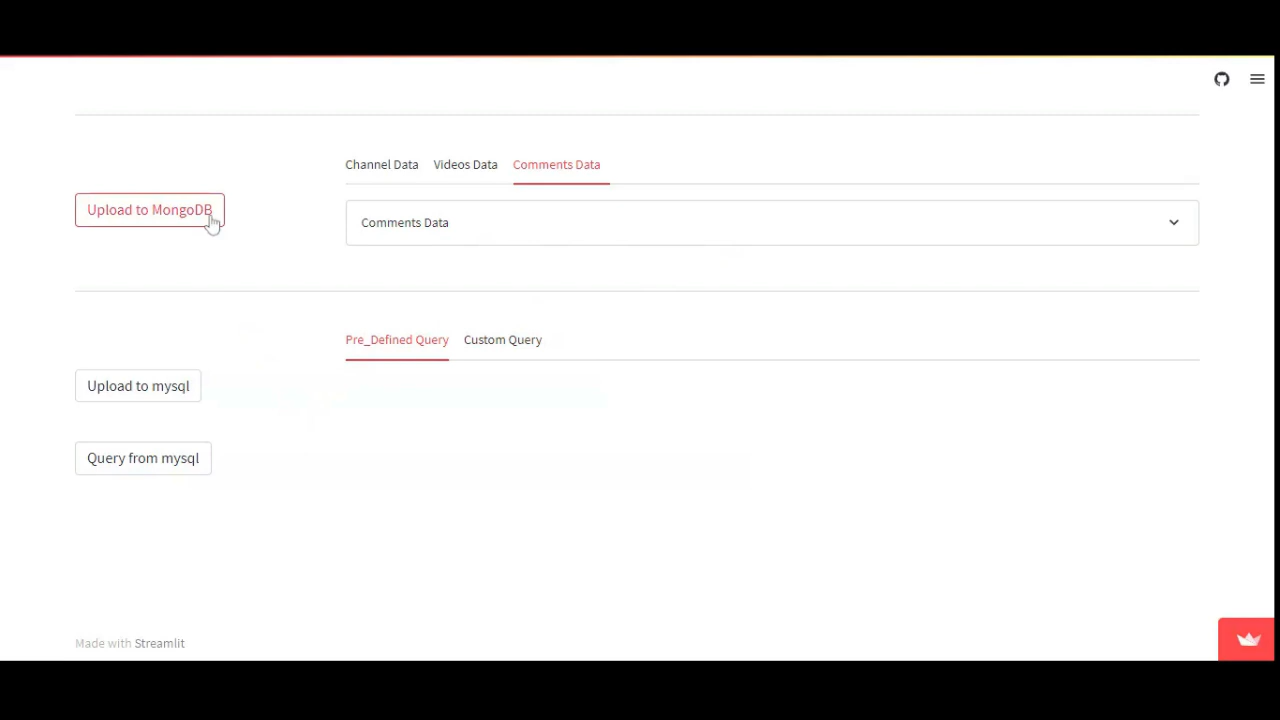 Channel Data Videos Data Comments Data
Upload to MongoDB
Comments Data
Pre_Defined Query Custom Query
Upload to mysql
Query from mysql
Made with Streamlit